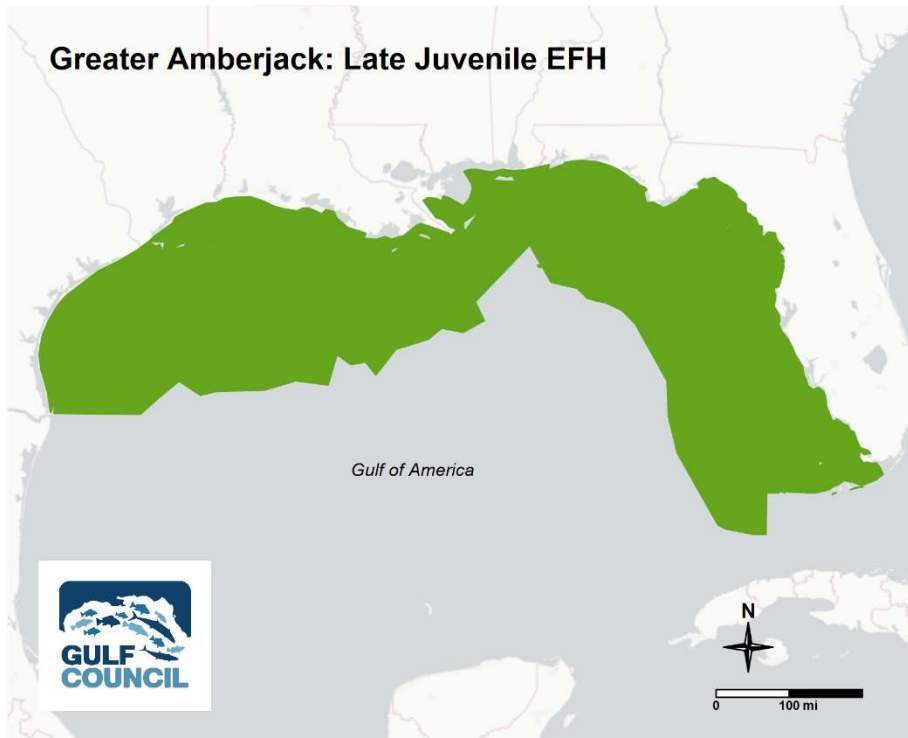 Greater Amberjack: Late Juvenile EFH
Gulf of America
GULF
COUNCIL
N
0 100 mi